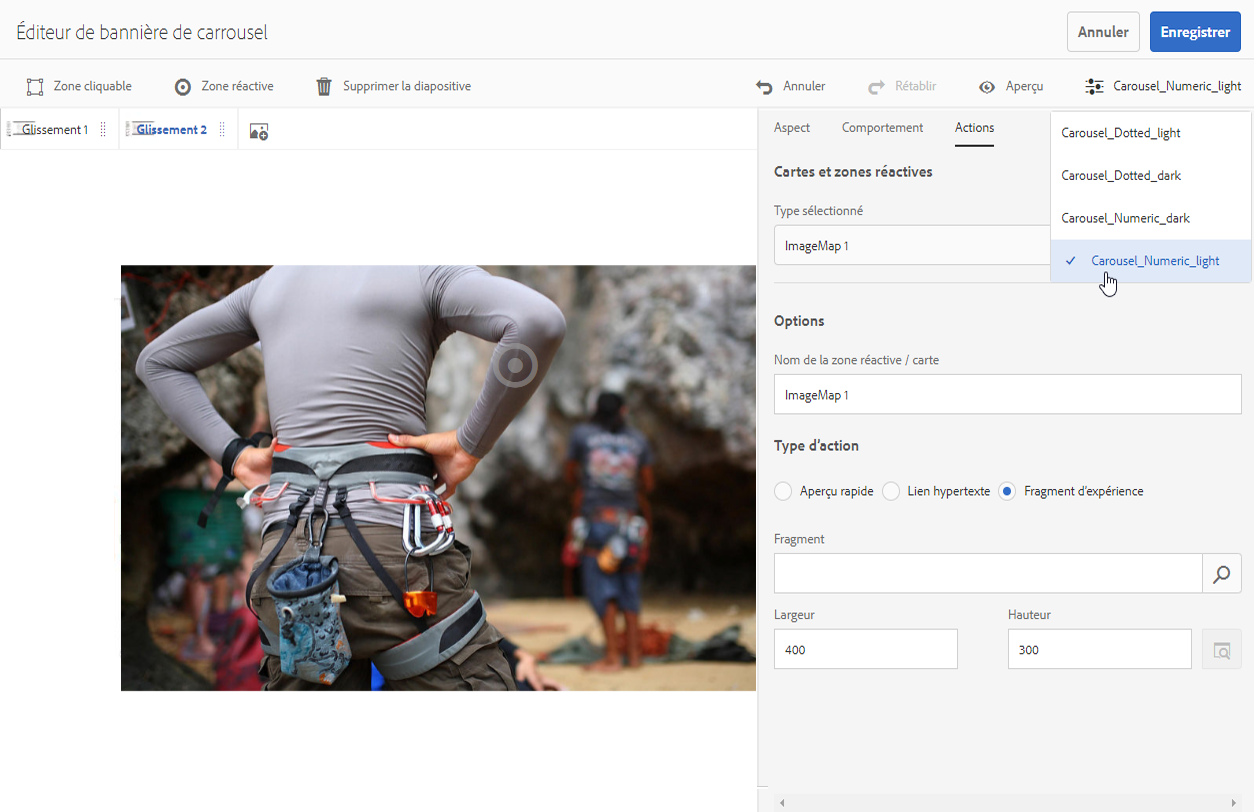 Éditeur de bannière de carrousel
Annuler
Enregistrer
Zone cliquable
Zone réactive
Supprimer la diapositive
Annuler
Rétablir
Aperçu
Carousel_Numeric_light
Glissement 1
Glissement 2
Aspect
Comportement
Actions
Carousel_Dotted_light
Carousel_Dotted_dark
Carousel_Numeric_dark
Carousel_Numeric_light
Cartes et zones réactives
Type sélectionné
ImageMap 1
Options
Nom de la zone réactive / carte
ImageMap 1
Type d'action
Aperçu rapide
Lien hypertexte
Fragment d'expérience
Fragment
Largeur
Hauteur
400
300